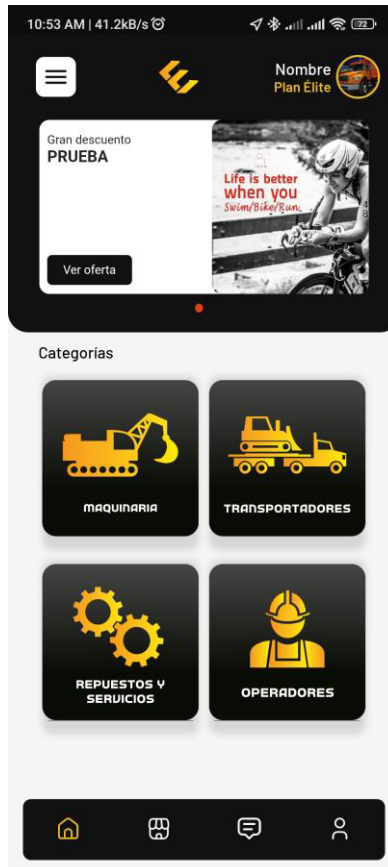 10:53 AM | 41.2kB/s
72
Nombre
Plan Élite
Gran descuento
PRUEBA
Life is better
when you
Swim/Bike/Run.
Ver oferta
Categorías
MAQUINARIA
TRANSPORTADORES
REPUESTOS Y
SERVICIOS
OPERADORES